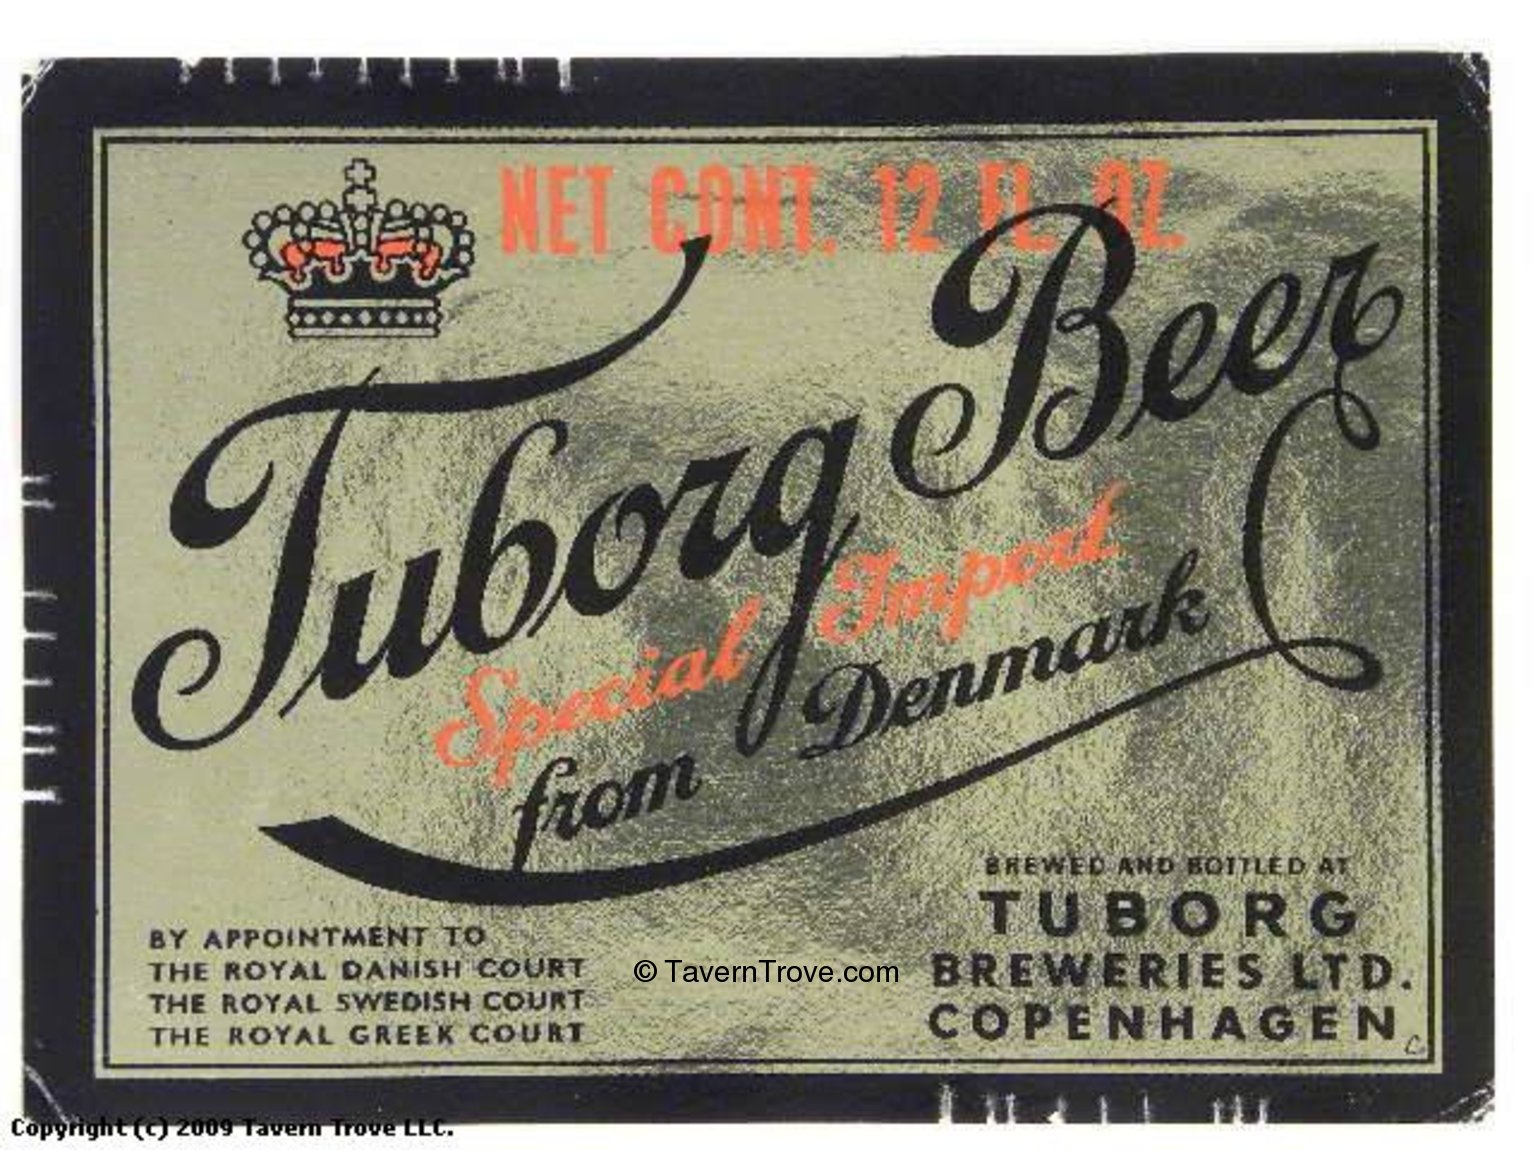 NET CONT. 12 FL. OZ.
Tuborg Beer
Special Import
from Denmark
BY APPOINTMENT TO
THE ROYAL DANISH COURT
THE ROYAL SWEDISH COURT
THE ROYAL GREEK COURT
BREWED AND BOTTLED AT
TUBORG
BREWERIES LTD.
COPENHAGEN
C
© TavernTrove.com
Copyright (c) 2009 Tavern Trove LLC.